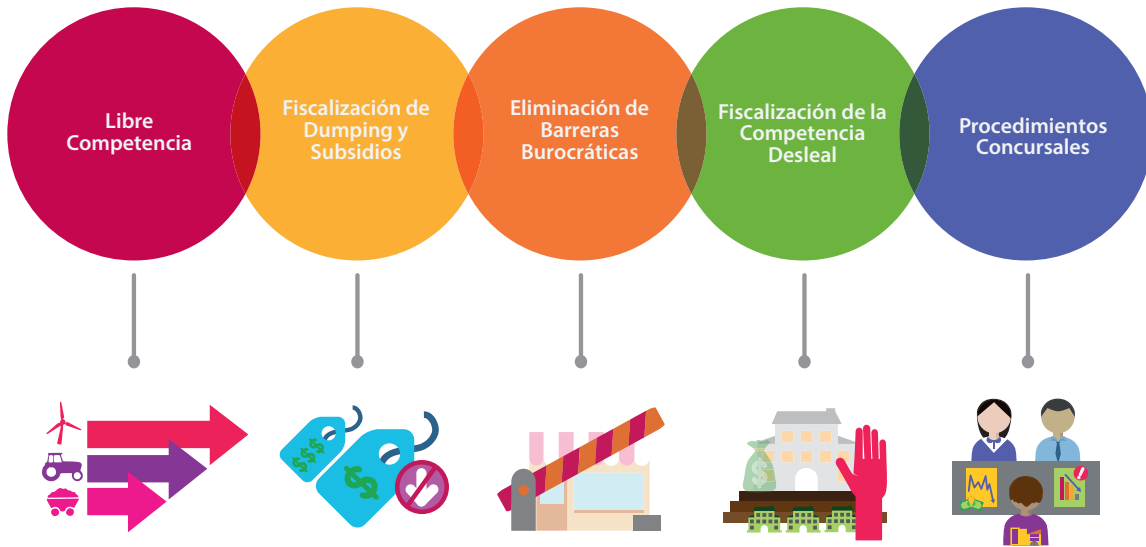 Libre
Competencia
Fiscalización de
Dumping y
Subsidios
Eliminación de
Barreras
Burocráticas
Fiscalización de la
Competencia
Desleal
Procedimientos
Concursales
$$$
$
$